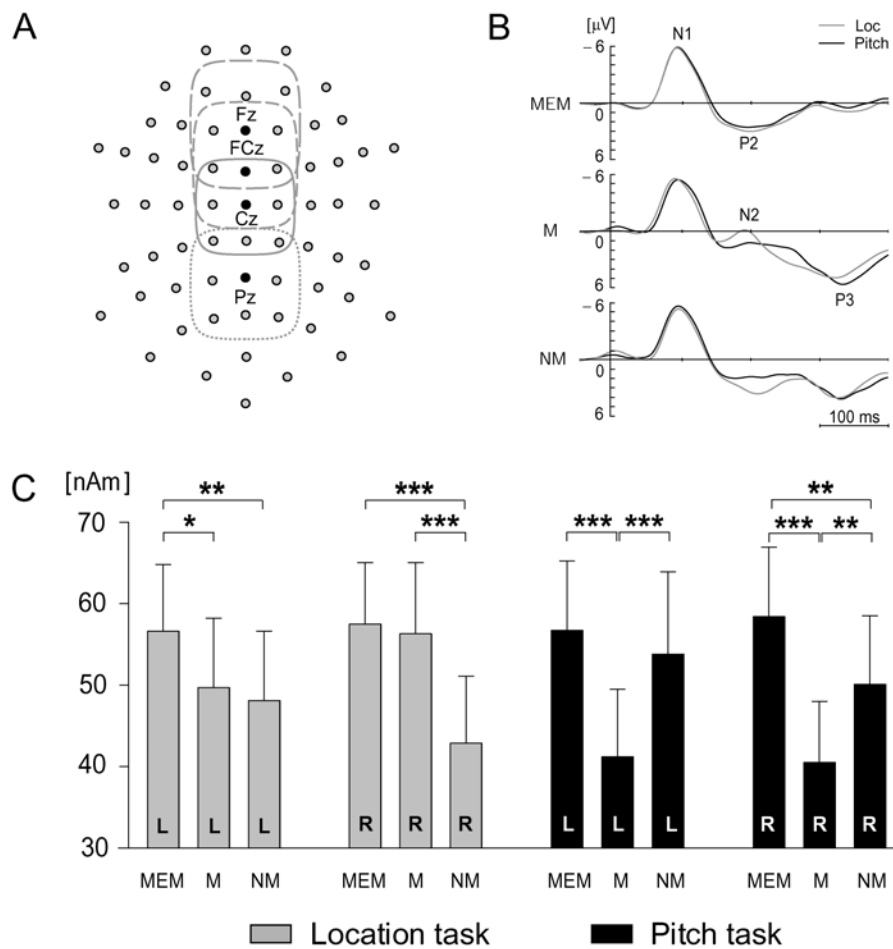 A
Fz
FCz
Cz
Pz
B
[µV]
Loc
Pitch
−6
N1
MEM
0
P2
6
−6
N2
M
0
P3
6
−6
NM
0
6
100 ms
C
[nAm]
** *** *** **
* *** *** *** **
70
60
50
40
30
L L L R R R L L L R R R
MEM M NM MEM M NM MEM M NM MEM M NM
Location task Pitch task